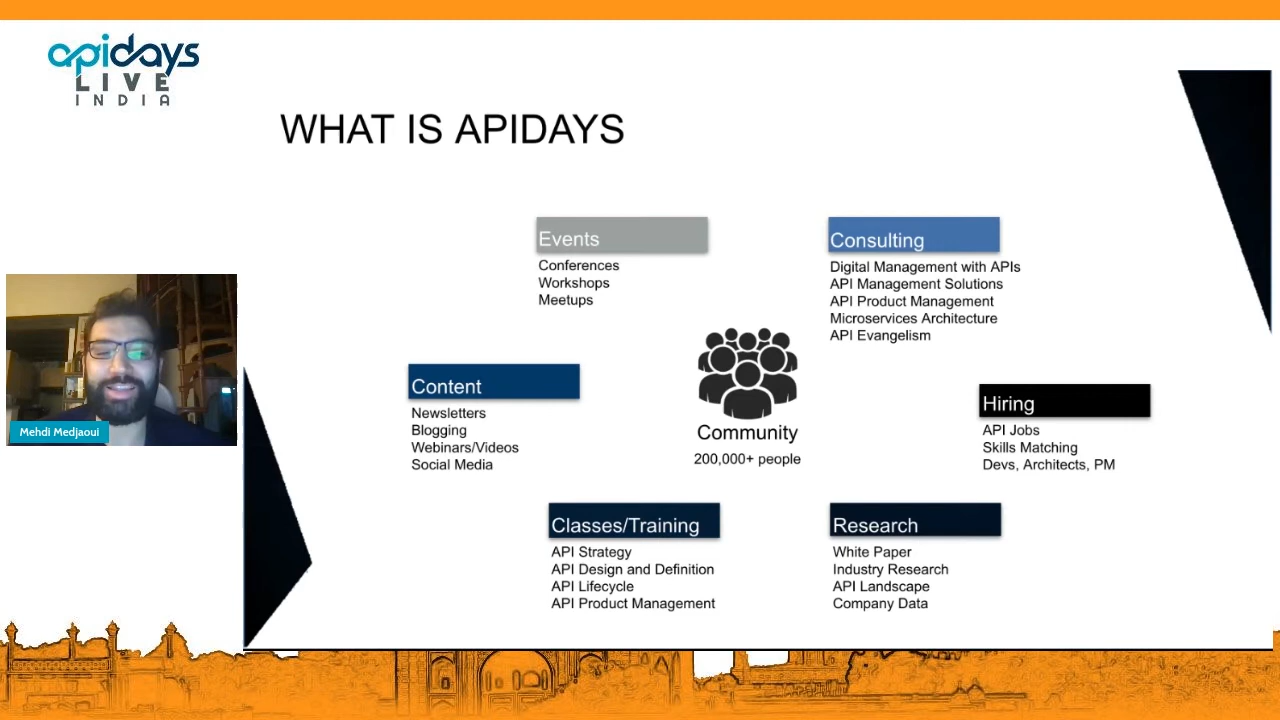 apidays
LIVE
INDIA
WHAT IS APIDAYS
Events
Conferences
Workshops
Meetups
Consulting
Digital Management with APIs
API Management Solutions
API Product Management
Microservices Architecture
API Evangelism
Mehdi Medjaoui
Content
Newsletters
Blogging
Webinars/Videos
Social Media
Community
200,000+ people
Hiring
API Jobs
Skills Matching
Devs, Architects, PM
Classes/Training
API Strategy
API Design and Definition
API Lifecycle
API Product Management
Research
White Paper
Industry Research
API Landscape
Company Data